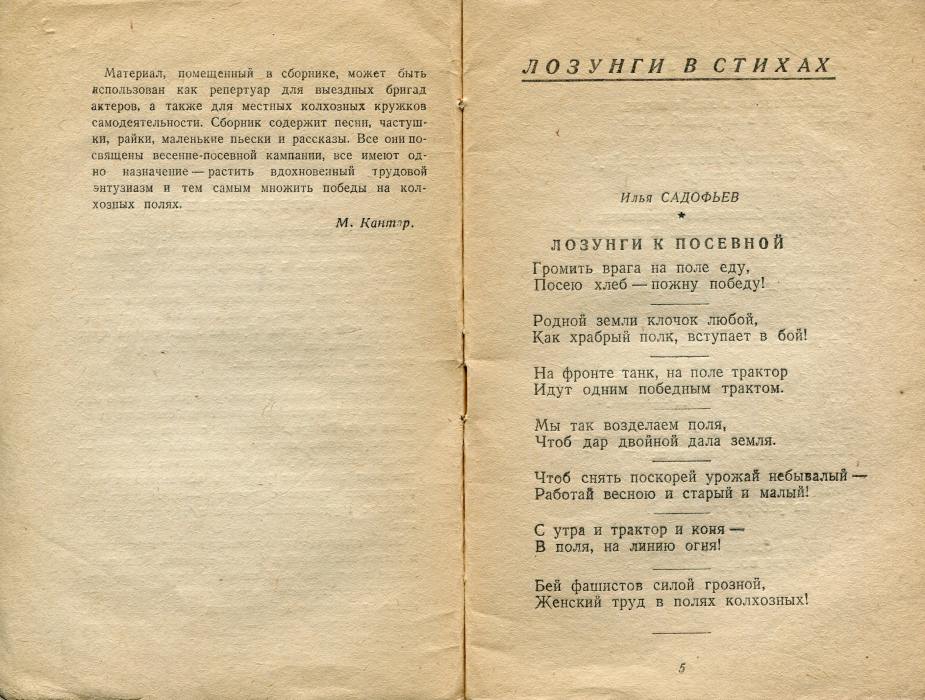 Материал, помещенный в сборнике, может быть
использован как репертуар для выездных бригад
актеров, а также для местных колхозных кружков
самодеятельности. Сборник содержит песни, частуш-
ки, райки, маленькие пьески и рассказы. Все они по-
священы весенне-посевной кампании, все имеют од-
но назначение — растить вдохновенный трудовой
энтузиазм и тем самым множить победы на кол-
хозных полях.
М. Кантор.
ЛОЗУНГИ В СТИХАХ
Илья САДОФЬЕВ
★
ЛОЗУНГИ К ПОСЕВНОЙ
Громить врага на поле еду,
Посею хлеб — пожну победу!
Родной земли клочок любой,
Как храбрый полк, вступает в бой!
На фронте танк, на поле трактор
Идут одним победным трактом.
Мы так возделаем поля,
Чтоб дар двойной дала земля.
Чтоб снять поскорей урожай небывалый —
Работай весною и старый и малый!
С утра и трактор и коня —
В поля, на линию огня!
Бей фашистов силой грозной,
Женский труд в полях колхозных!
5